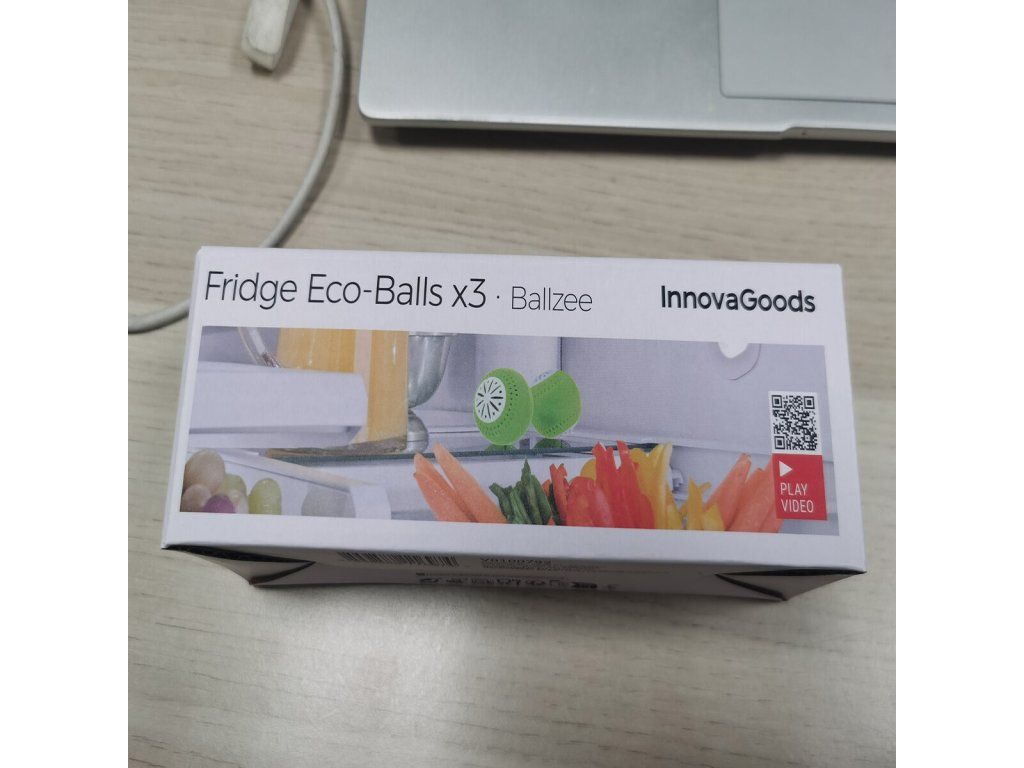 Fridge Eco-Balls x3 · Ballzee
InnovaGoods
PLAY
VIDEO